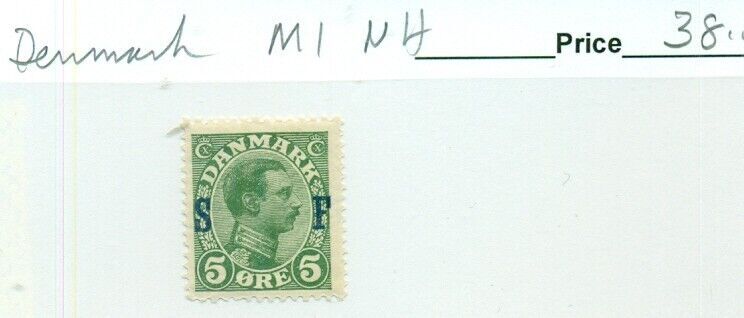 Denmark M1 NH Price 38.
DANMARK
S F
5 ØRE 5